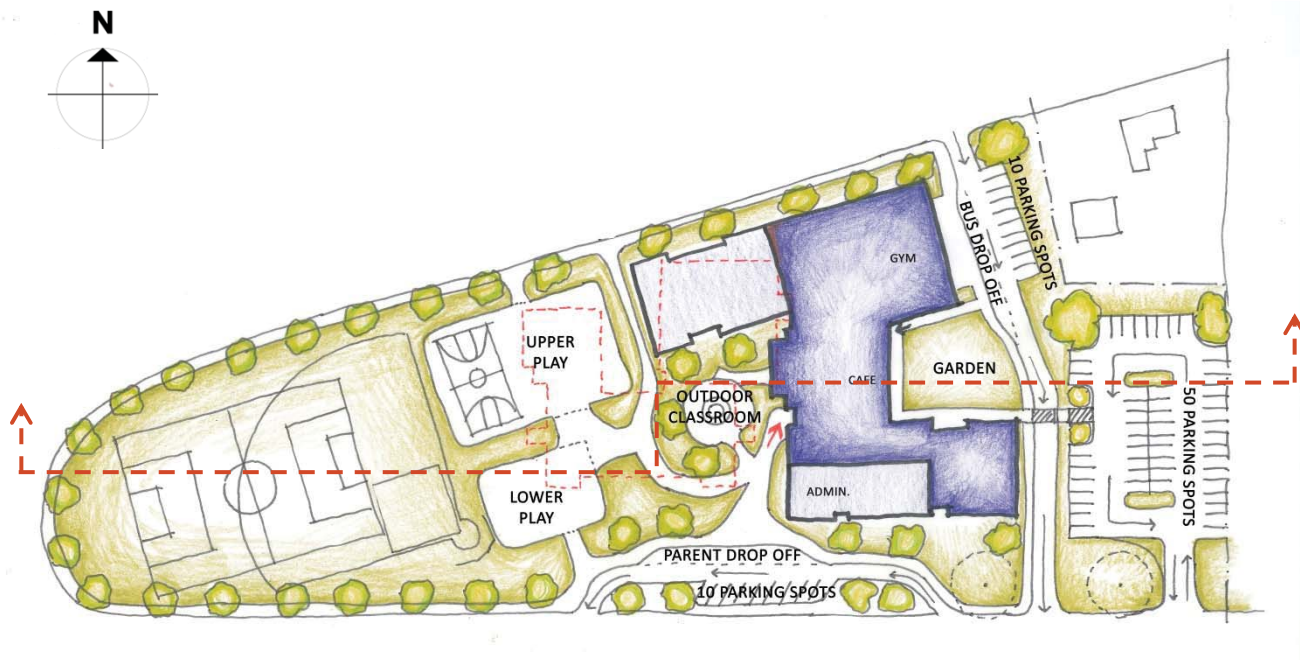 N
10 PARKING SPOTS
BUS DROP OFF
GYM
UPPER
PLAY
CAFE
GARDEN
OUTDOOR
CLASSROOM
50 PARKING SPOTS
LOWER
PLAY
ADMIN.
PARENT DROP OFF
10 PARKING SPOTS